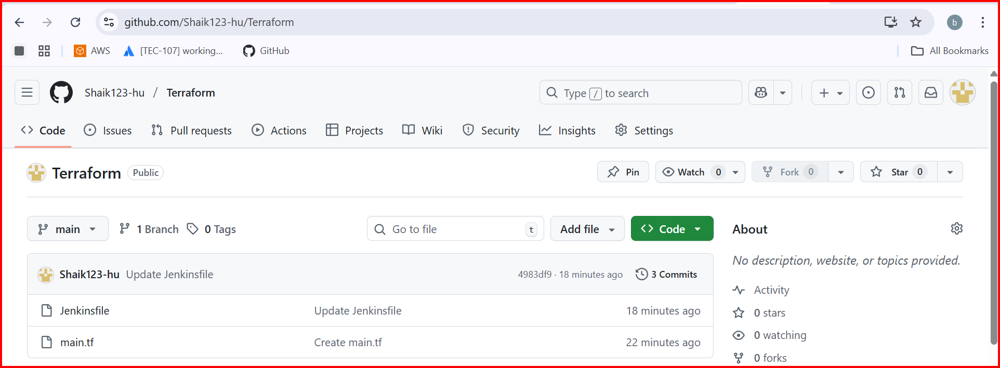 github.com/Shaik123-hu/Terraform
b
AWS [TEC-107] working... GitHub All Bookmarks
Shaik123-hu / Terraform Type / to search
Code Issues Pull requests Actions Projects Wiki Security Insights Settings
Terraform Public Pin Watch 0 Fork 0 Star 0
main 1 Branch 0 Tags Go to file t Add file Code About
No description, website, or topics provided.
Shaik123-hu Update Jenkinsfile 4983df9 · 18 minutes ago 3 Commits
Activity
Jenkinsfile Update Jenkinsfile 18 minutes ago
0 stars
0 watching
main.tf Create main.tf 22 minutes ago
0 forks